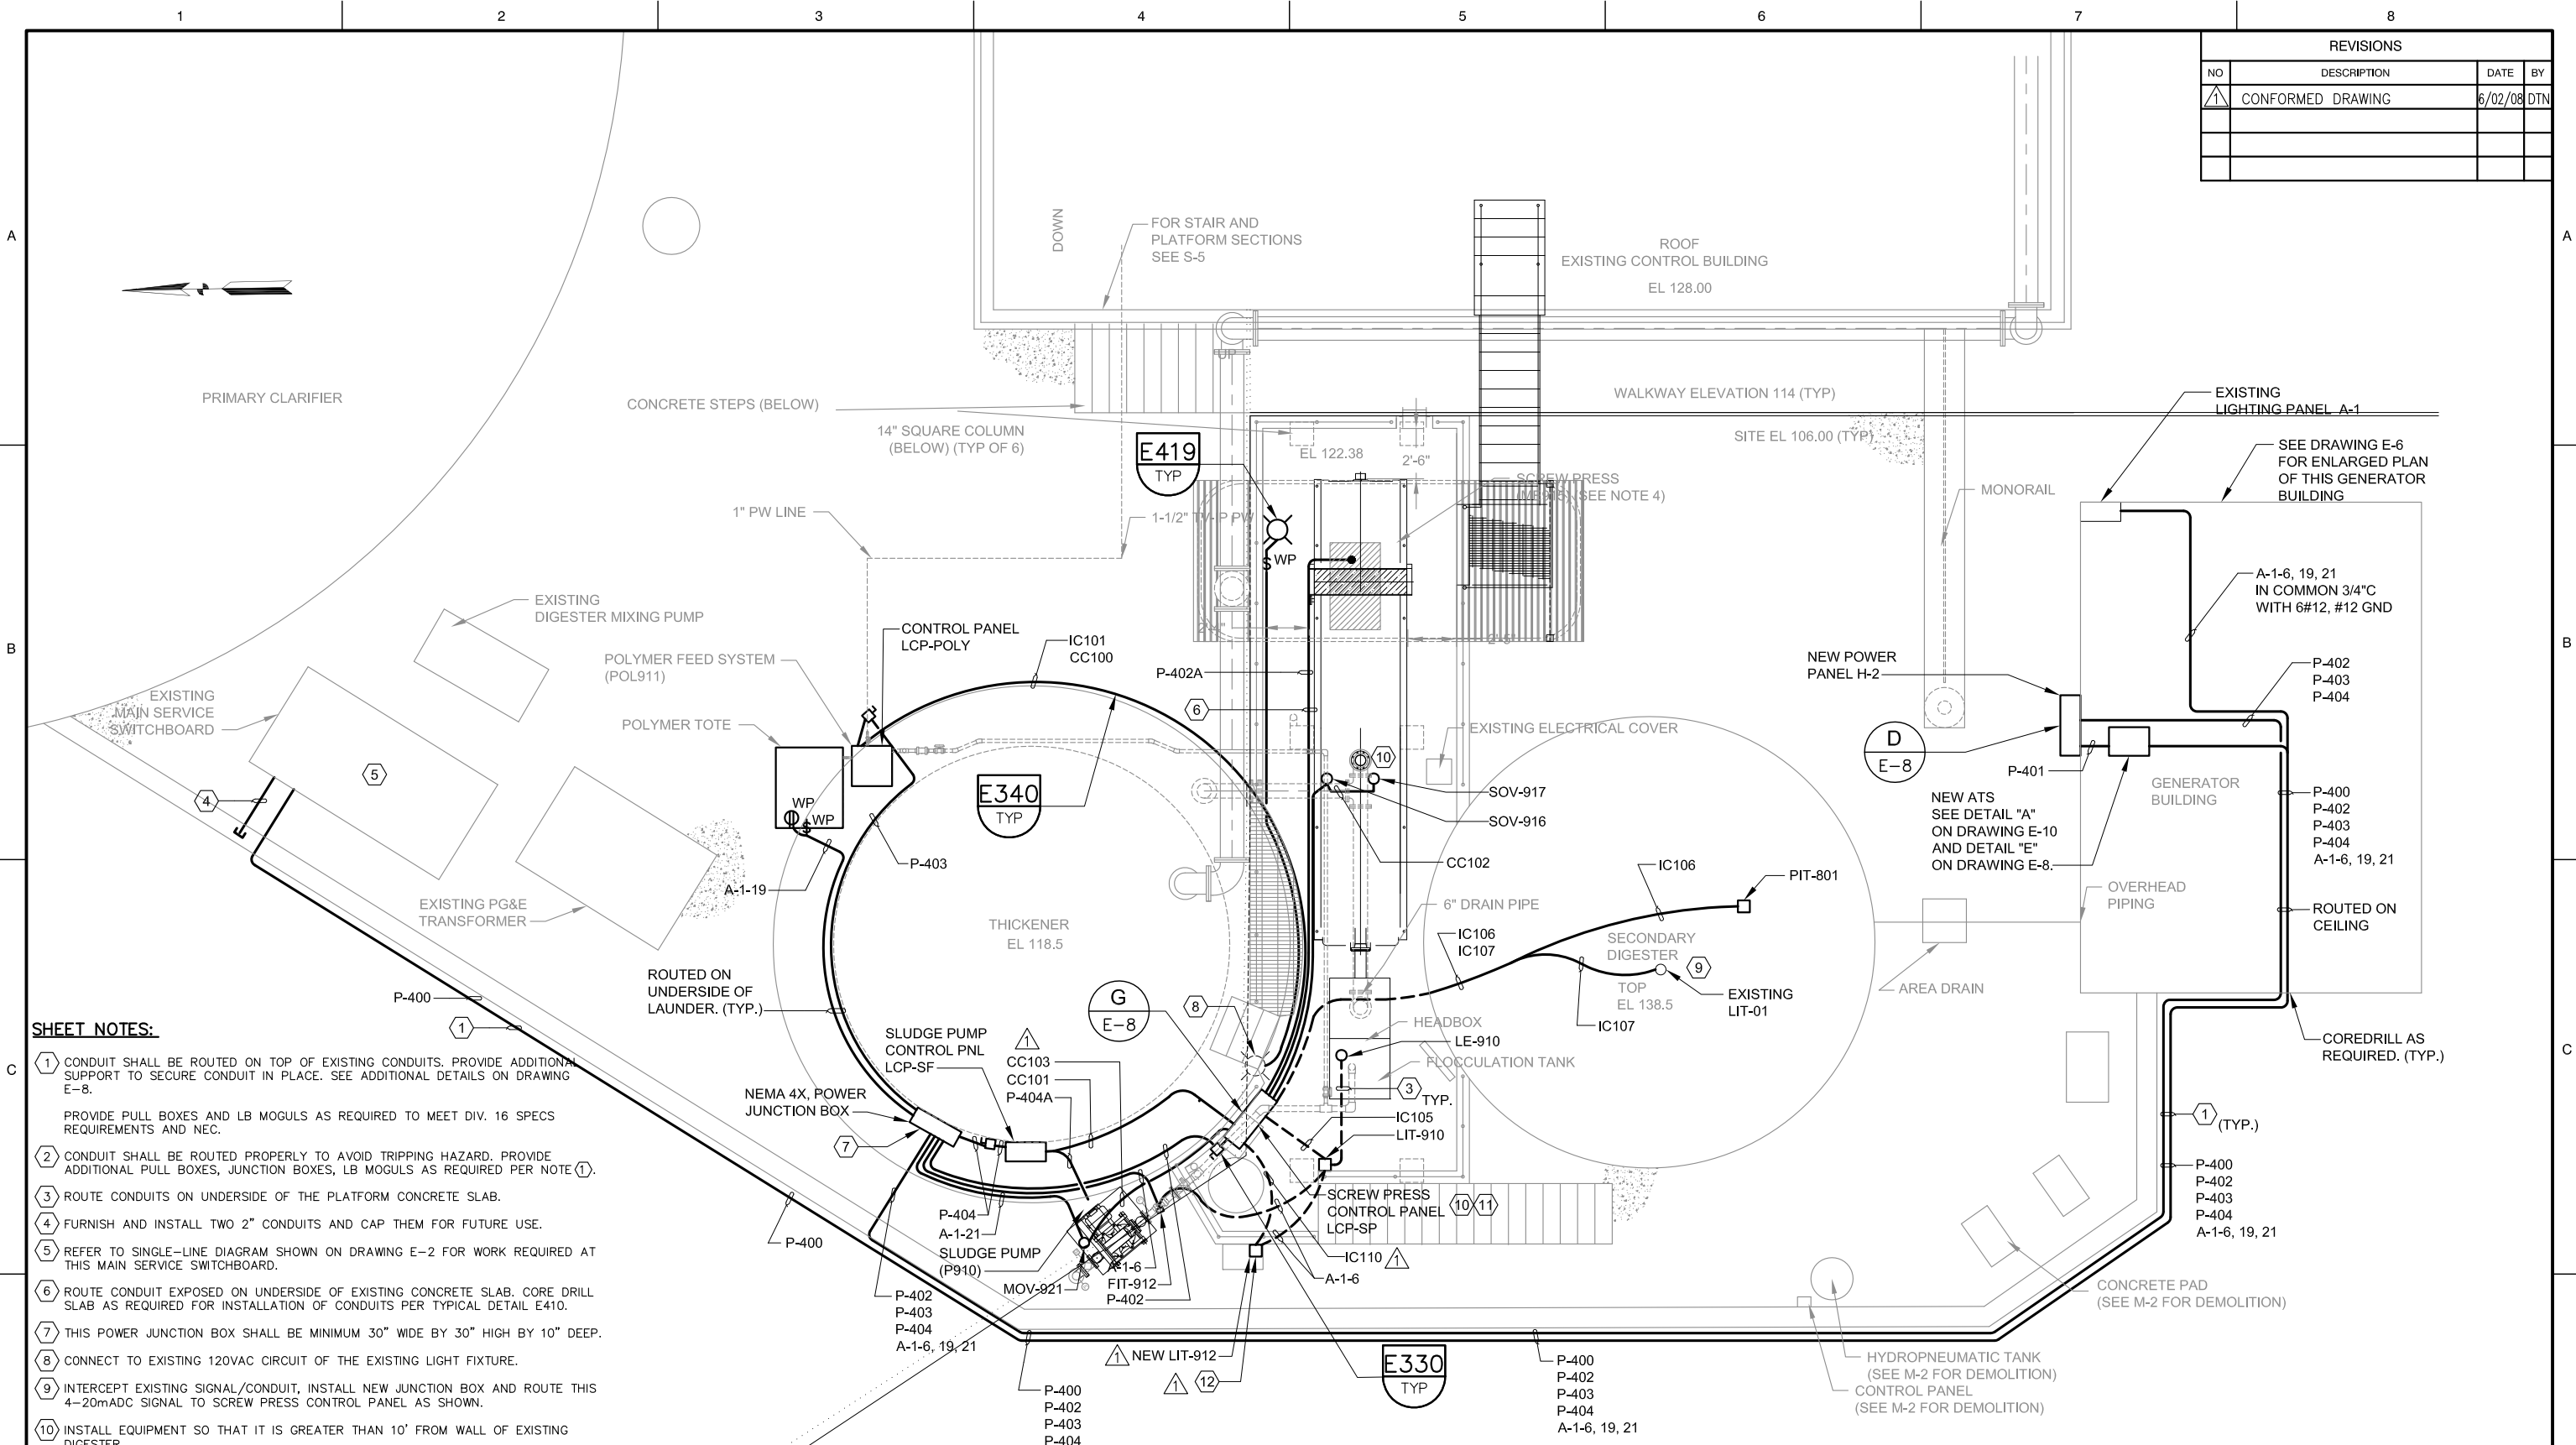 1 2 3 4 5 6 7 8
REVISIONS
NO DESCRIPTION DATE BY
1 CONFORMED DRAWING 6/02/08 DTN
A
A
B
B
C
C
DOWN
FOR STAIR AND
PLATFORM SECTIONS
SEE S-5
ROOF
EXISTING CONTROL BUILDING
EL 128.00
UP
PRIMARY CLARIFIER
CONCRETE STEPS (BELOW)
14" SQUARE COLUMN
(BELOW) (TYP OF 6)
WALKWAY ELEVATION 114 (TYP)
SITE EL 106.00 (TYP)
EXISTING
LIGHTING PANEL A-1
SEE DRAWING E-6
FOR ENLARGED PLAN
OF THIS GENERATOR
BUILDING
E419
TYP
EL 122.38
2'-6"
SCREW PRESS
SEE NOTE 4)
MONORAIL
1" PW LINE
1-1/2"
WP
A-1-6, 19, 21
IN COMMON 3/4"C
WITH 6#12, #12 GND
EXISTING
DIGESTER MIXING PUMP
CONTROL PANEL
LCP-POLY
IC101
CC100
POLYMER FEED SYSTEM
(POL911)
P-402A
6
NEW POWER
PANEL H-2
P-402
P-403
P-404
EXISTING
MAIN SERVICE
SWITCHBOARD
POLYMER TOTE
EXISTING ELECTRICAL COVER
D
E-8
P-401
GENERATOR
BUILDING
5
4
10
E340
TYP
SOV-917
SOV-916
CC102
WP
WP
P-403
A-1-19
NEW ATS
SEE DETAIL "A"
ON DRAWING E-10
AND DETAIL "E"
ON DRAWING E-8.
P-400
P-402
P-403
P-404
A-1-6, 19, 21
EXISTING PG&E
TRANSFORMER
IC106
PIT-801
OVERHEAD
PIPING
ROUTED ON
CEILING
THICKENER
EL 118.5
6" DRAIN PIPE
IC106
IC107
SECONDARY
DIGESTER
TOP
EL 138.5
9
EXISTING
LIT-01
IC107
AREA DRAIN
ROUTED ON
UNDERSIDE OF
LAUNDER. (TYP.)
P-400
1
G
E-8
8
HEADBOX
LE-910
FLOCCULATION TANK
COREDRILL AS
REQUIRED. (TYP.)
SLUDGE PUMP
CONTROL PNL
LCP-SF
1
CC103
CC101
P-404A
3
TYP.
NEMA 4X, POWER
JUNCTION BOX
7
IC105
LIT-910
1
(TYP.)
P-400
P-402
P-403
P-404
A-1-6, 19, 21
SCREW PRESS
CONTROL PANEL
LCP-SP
10 11
P-404
A-1-21
P-400
SLUDGE PUMP
(P910)
MOV-921
A-1-6
FIT-912
P-402
IC110 1
A-1-6
CONCRETE PAD
(SEE M-2 FOR DEMOLITION)
P-402
P-403
P-404
A-1-6, 19, 21
1 NEW LIT-912
1 12
E330
TYP
P-400
P-402
P-403
P-404
P-400
P-402
P-403
P-404
A-1-6, 19, 21
HYDROPNEUMATIC TANK
(SEE M-2 FOR DEMOLITION)
CONTROL PANEL
(SEE M-2 FOR DEMOLITION)
SHEET NOTES:
1 CONDUIT SHALL BE ROUTED ON TOP OF EXISTING CONDUITS. PROVIDE ADDITIONAL
SUPPORT TO SECURE CONDUIT IN PLACE. SEE ADDITIONAL DETAILS ON DRAWING
E-8.
PROVIDE PULL BOXES AND LB MOGULS AS REQUIRED TO MEET DIV. 16 SPECS
REQUIREMENTS AND NEC.
2 CONDUIT SHALL BE ROUTED PROPERLY TO AVOID TRIPPING HAZARD. PROVIDE
ADDITIONAL PULL BOXES, JUNCTION BOXES, LB MOGULS AS REQUIRED PER NOTE 1.
3 ROUTE CONDUITS ON UNDERSIDE OF THE PLATFORM CONCRETE SLAB.
4 FURNISH AND INSTALL TWO 2" CONDUITS AND CAP THEM FOR FUTURE USE.
5 REFER TO SINGLE-LINE DIAGRAM SHOWN ON DRAWING E-2 FOR WORK REQUIRED AT
THIS MAIN SERVICE SWITCHBOARD.
6 ROUTE CONDUIT EXPOSED ON UNDERSIDE OF EXISTING CONCRETE SLAB. CORE DRILL
SLAB AS REQUIRED FOR INSTALLATION OF CONDUITS PER TYPICAL DETAIL E410.
7 THIS POWER JUNCTION BOX SHALL BE MINIMUM 30" WIDE BY 30" HIGH BY 10" DEEP.
8 CONNECT TO EXISTING 120VAC CIRCUIT OF THE EXISTING LIGHT FIXTURE.
9 INTERCEPT EXISTING SIGNAL/CONDUIT, INSTALL NEW JUNCTION BOX AND ROUTE THIS
4-20mADC SIGNAL TO SCREW PRESS CONTROL PANEL AS SHOWN.
10 INSTALL EQUIPMENT SO THAT IT IS GREATER THAN 10' FROM WALL OF EXISTING
DIGESTER